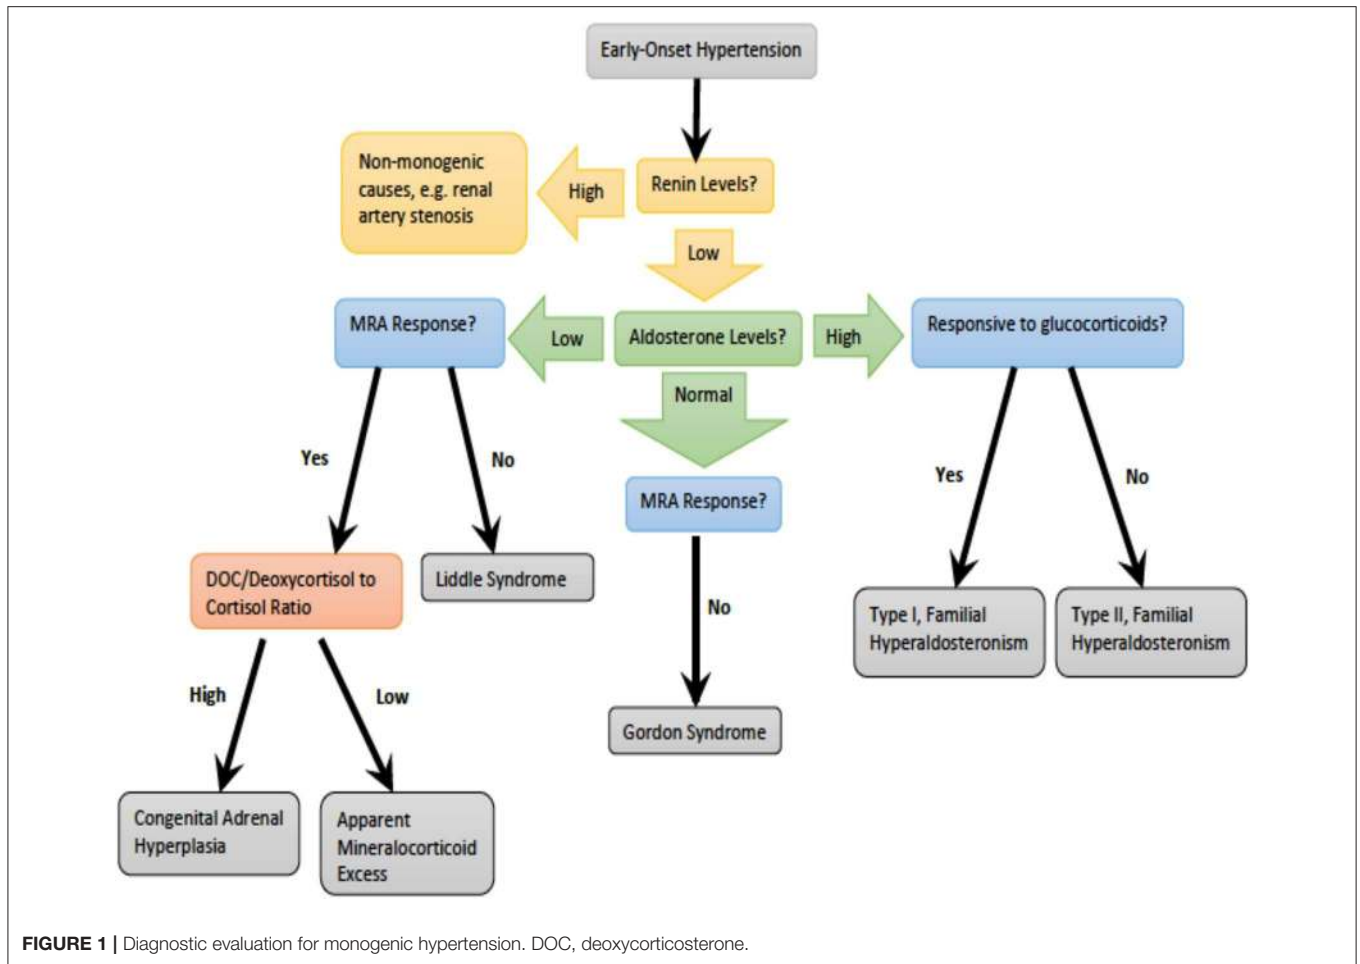 Early-Onset Hypertension
Non-monogenic
causes, e.g. renal
artery stenosis
High
Renin Levels?
Low
MRA Response?
Low
Aldosterone Levels?
High
Responsive to glucocorticoids?
Normal
Yes
No
MRA Response?
Yes
No
DOC/Deoxycortisol to
Cortisol Ratio
Liddle Syndrome
No
Type I, Familial
Hyperaldosteronism
Type II, Familial
Hyperaldosteronism
High
Low
Gordon Syndrome
Congenital Adrenal
Hyperplasia
Apparent
Mineralocorticoid
Excess
FIGURE 1 | Diagnostic evaluation for monogenic hypertension. DOC, deoxycorticosterone.